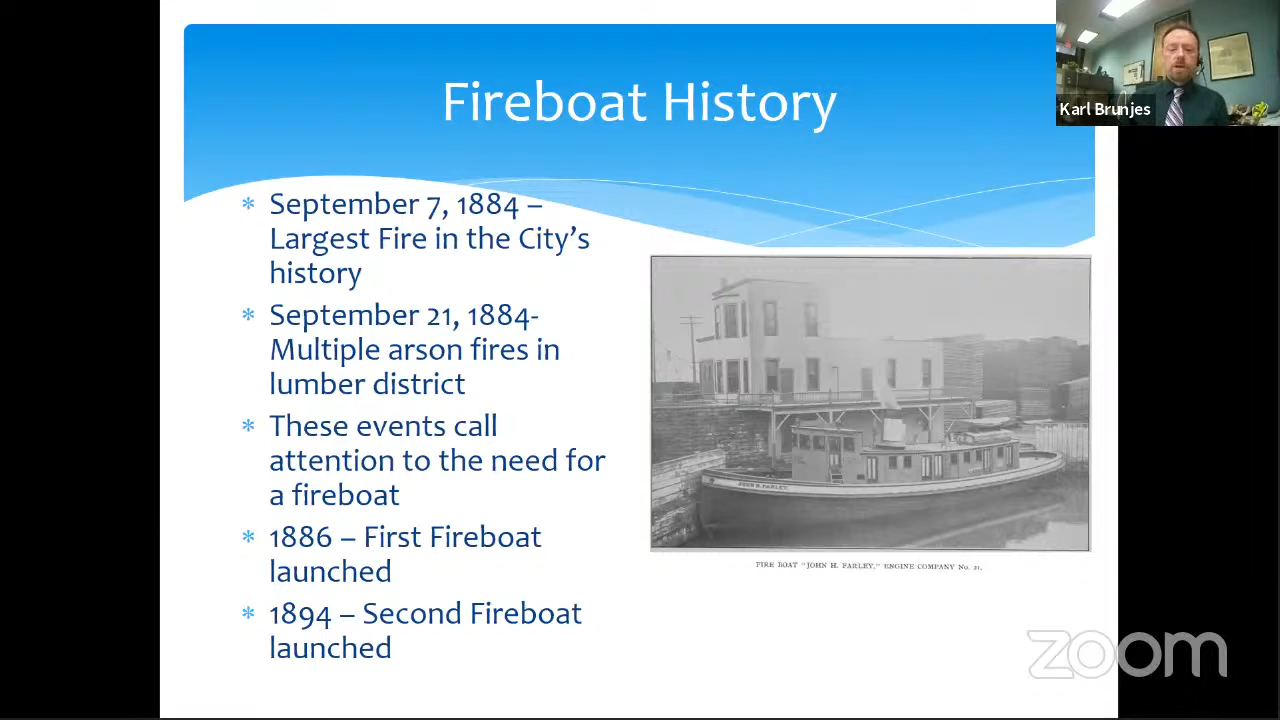 Fireboat History
Karl Brunjes
* September 7, 1884 –
Largest Fire in the City’s
history
* September 21, 1884-
Multiple arson fires in
lumber district
* These events call
attention to the need for
a fireboat
* 1886 – First Fireboat
launched
* 1894 – Second Fireboat
launched
JOHN H. FARLEY
FIRE BOAT "JOHN H. FARLEY," ENGINE COMPANY No. 21.
zoom